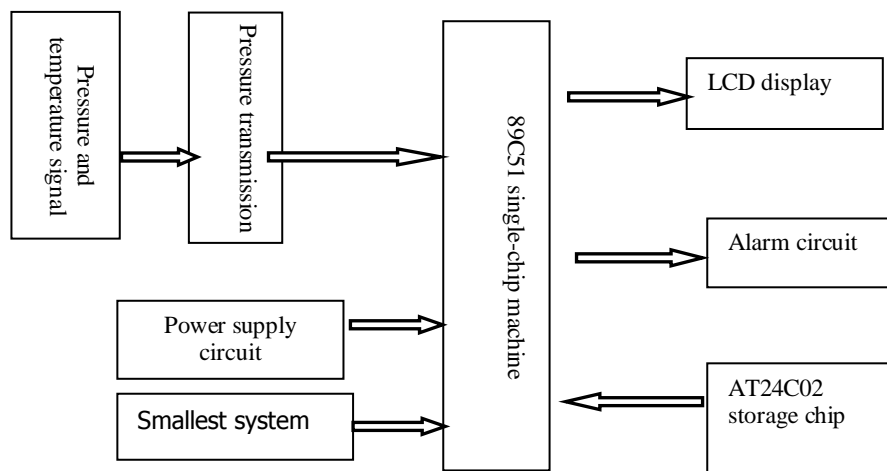 Pressure and
temperature signal
Pressure transmission
89C51 single-chip machine
LCD display
Alarm circuit
Power supply
circuit
Smallest system
AT24C02
storage chip